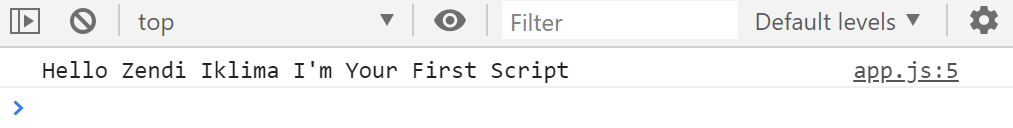 top Filter Default levels
Hello Zendi Iklima I'm Your First Script app.js:5